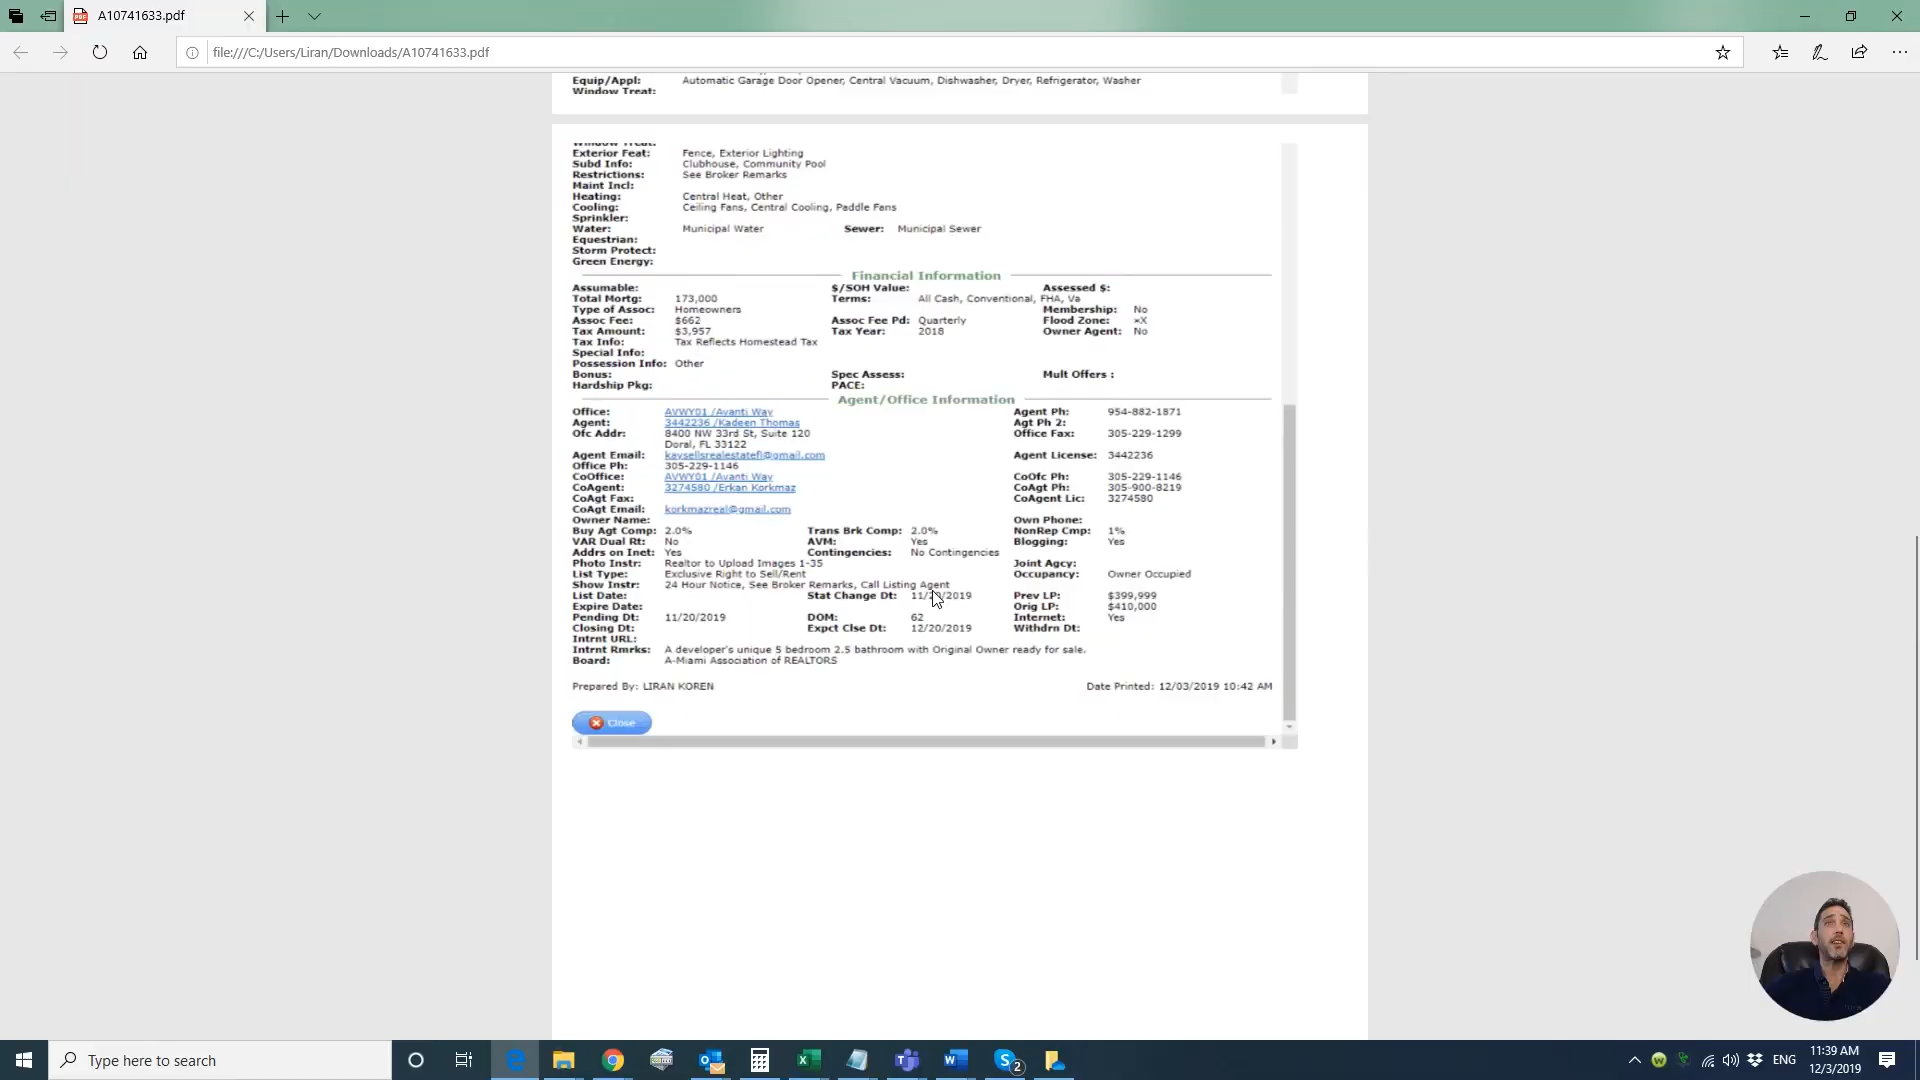 A10741633.pdf
file:///C:/Users/Liran/Downloads/A10741633.pdf
Equip/Appl: Automatic Garage Door Opener, Central Vacuum, Dishwasher, Dryer, Refrigerator, Washer
Window Treat:
Window Treat:
Exterior Feat: Fence, Exterior Lighting
Subd Info: Clubhouse, Community Pool
Restrictions: See Broker Remarks
Maint Incl:
Heating: Central Heat, Other
Cooling: Ceiling Fans, Central Cooling, Paddle Fans
Sprinkler:
Water: Municipal Water Sewer: Municipal Sewer
Equestrian:
Storm Protect:
Green Energy:
Financial Information
Assumable: $/SOH Value: Assessed $:
Total Mortg: 173,000 Terms: All Cash, Conventional, FHA, Va
Type of Assoc: Homeowners Membership: No
Assoc Fee: $662 Assoc Fee Pd: Quarterly Flood Zone: *X
Tax Amount: $3,957 Tax Year: 2018 Owner Agent: No
Tax Info: Tax Reflects Homestead Tax
Special Info:
Possession Info: Other
Bonus: Spec Assess: Mult Offers :
Hardship Pkg: PACE:
Agent/Office Information
Office: AVWY01 /Avanti Way Agent Ph: 954-882-1871
Agent: 3442236 /Kadeen Thomas Agt Ph 2:
Ofc Addr: 8400 NW 33rd St, Suite 120 Office Fax: 305-229-1299
Doral, FL 33122
Agent Email: kaysellsrealestatefl@gmail.com Agent License: 3442236
Office Ph: 305-229-1146
CoOffice: AVWY01 /Avanti Way CoOfc Ph: 305-229-1146
CoAgent: 3274580 /Erkan Korkmaz CoAgt Ph: 305-900-8219
CoAgt Fax: CoAgent Lic: 3274580
CoAgt Email: korkmazreal@gmail.com
Owner Name: Own Phone:
Buy Agt Comp: 2.0% Trans Brk Comp: 2.0% NonRep Cmp: 1%
VAR Dual Rt: No AVM: Yes Blogging: Yes
Addrs on Inet: Yes Contingencies: No Contingencies
Photo Instr: Realtor to Upload Images 1-35 Joint Agcy:
List Type: Exclusive Right to Sell/Rent Occupancy: Owner Occupied
Show Instr: 24 Hour Notice, See Broker Remarks, Call Listing Agent
List Date: Stat Change Dt: Prev LP: $399,999
Expire Date: Orig LP: $410,000
Pending Dt: 11/20/2019 DOM: 62 Internet: Yes
Closing Dt: Expct Clse Dt: 12/20/2019 Withdrn Dt:
Intrnt URL:
Intrnt Rmrks: A developer's unique 5 bedroom 2.5 bathroom with Original Owner ready for sale.
Board: A-Miami Association of REALTORS
Prepared By: LIRAN KOREN Date Printed: 12/03/2019 10:42 AM
Close
Type here to search
2
ENG
11:39 AM
12/3/2019